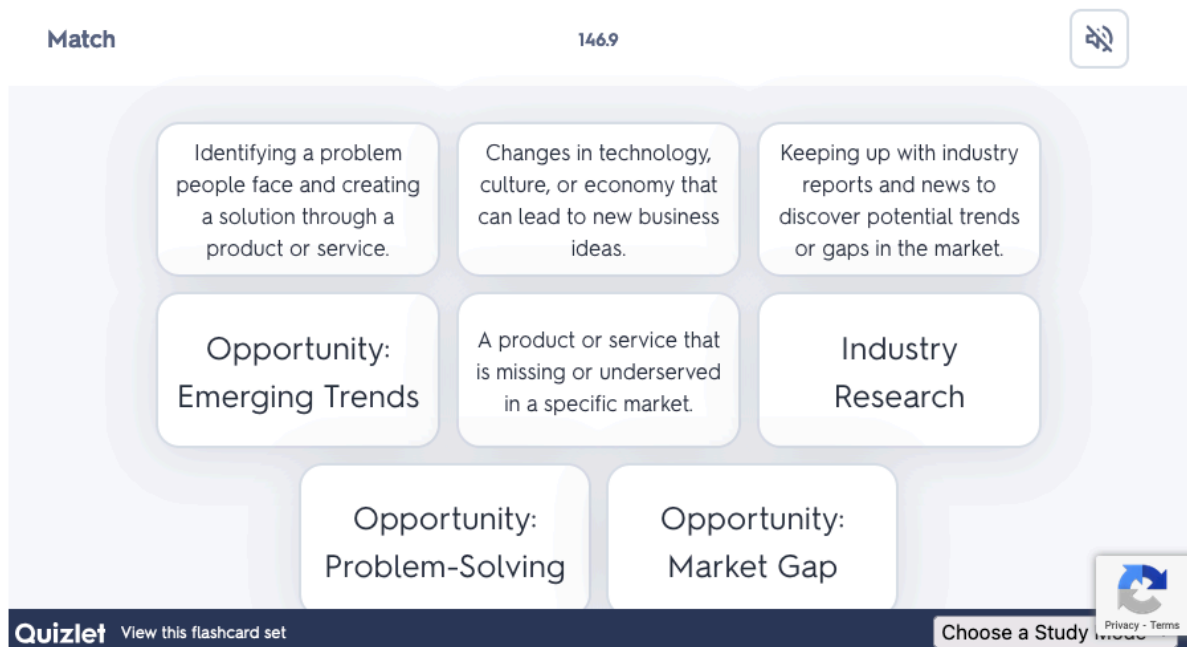 Match
146.9
Identifying a problem
people face and creating
a solution through a
product or service.
Changes in technology,
culture, or economy that
can lead to new business
ideas.
Keeping up with industry
reports and news to
discover potential trends
or gaps in the market.
Opportunity:
Emerging Trends
A product or service that
is missing or underserved
in a specific market.
Industry
Research
Opportunity:
Problem-Solving
Opportunity:
Market Gap
Quizlet View this flashcard set
Choose a Study Mode
Privacy - Terms